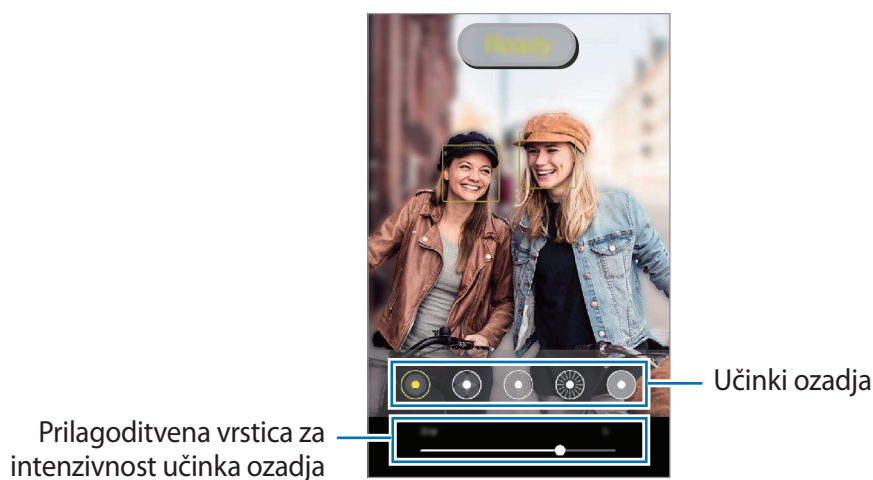 Ready
Učinki ozadja
Prilagoditvena vrstica za
intenzivnost učinka ozadja